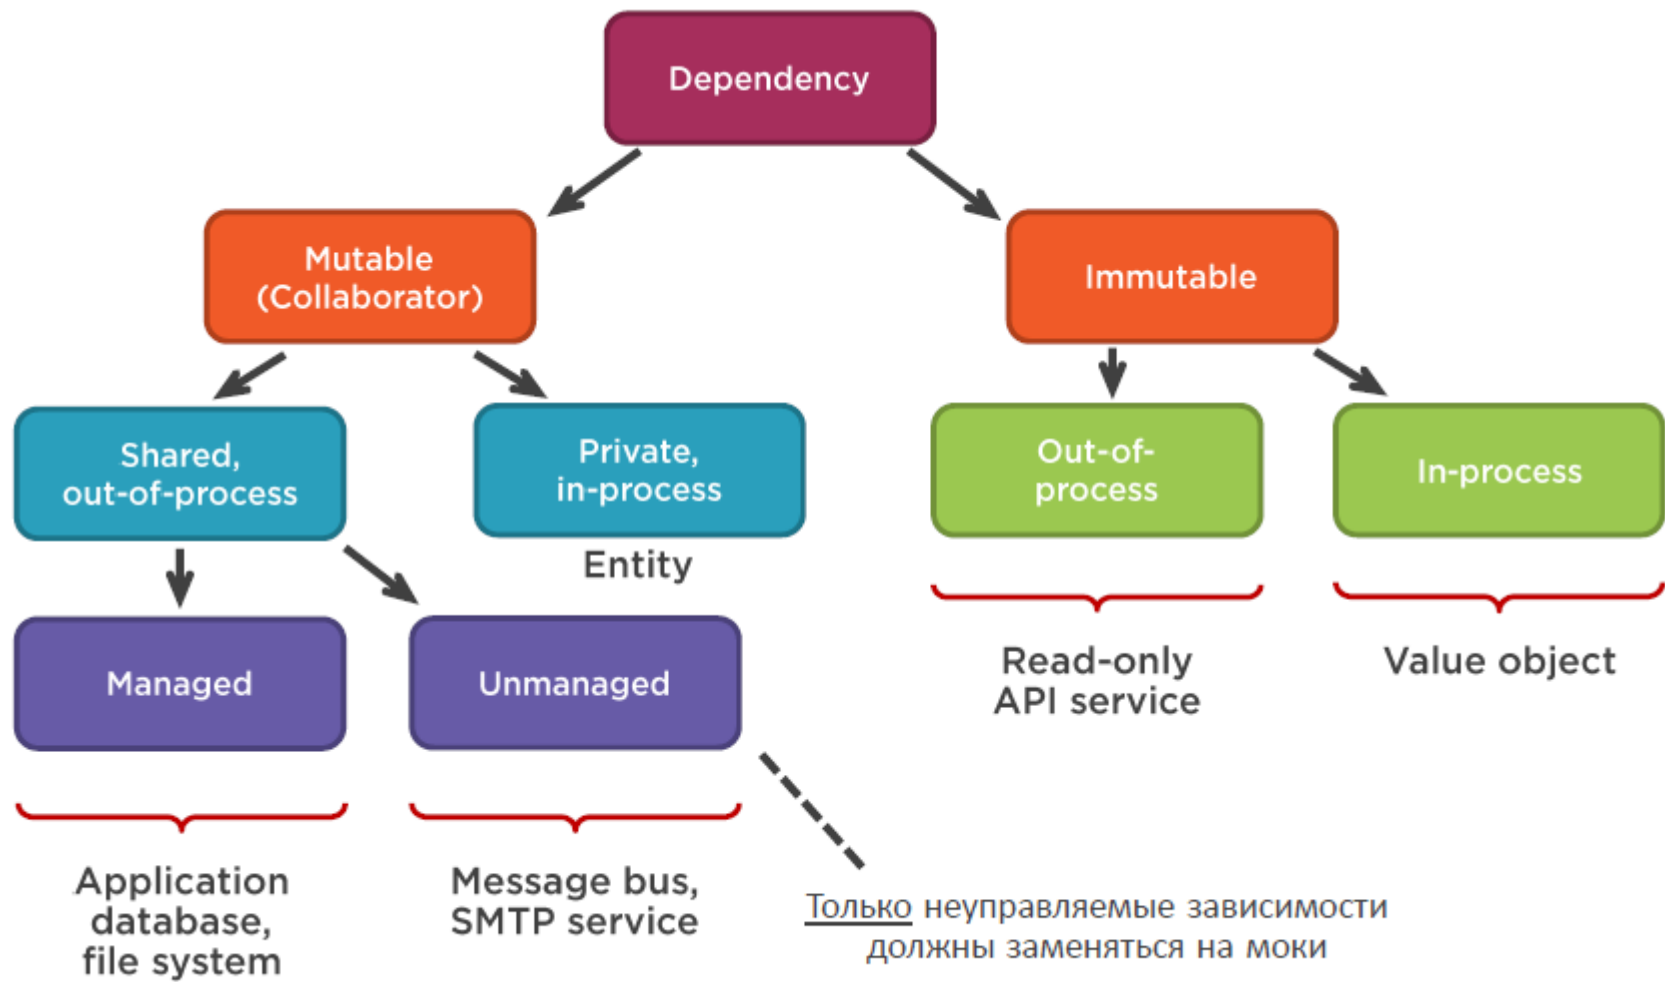 Dependency
Mutable
(Collaborator)
Immutable
Shared,
out-of-process
Private,
in-process
Out-of-
process
In-process
Entity
Managed
Unmanaged
Read-only
API service
Value object
Application
database,
file system
Message bus,
SMTP service
Только неуправляемые зависимости
должны заменяться на моки